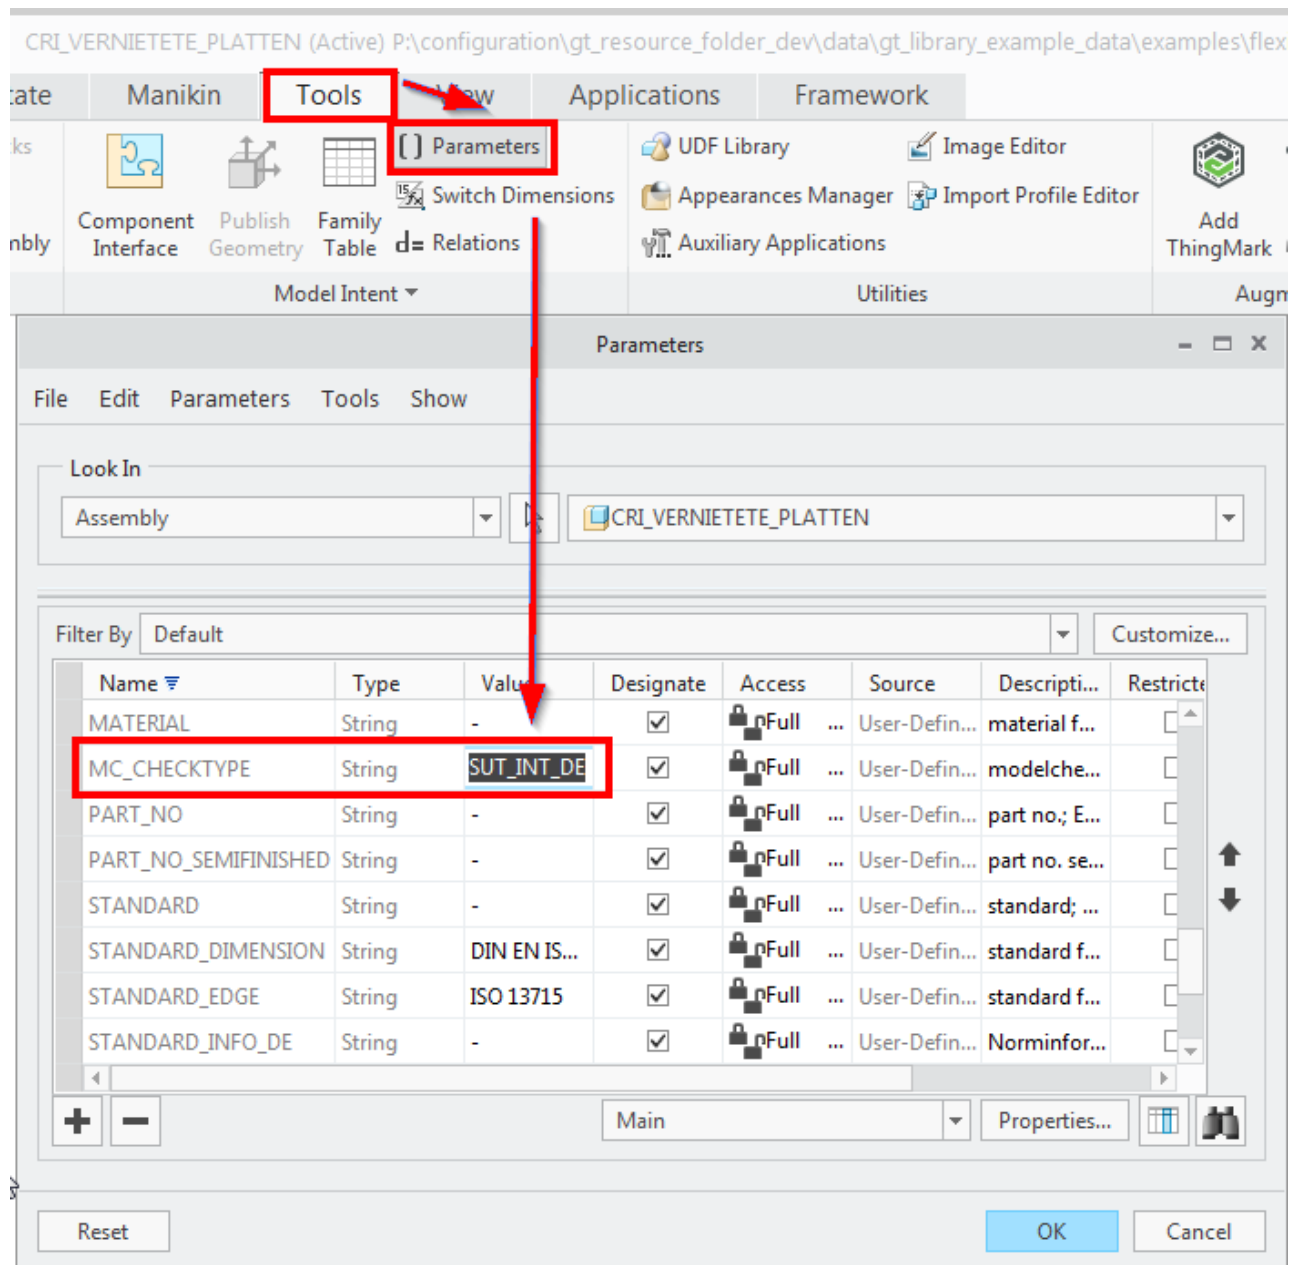 CRI_VERNIETETE_PLATTEN (Active) P:\configuration\gt_resource_folder_dev\data\gt_library_example_data\examples\flex
Manikin Tools View Applications Framework
Parameters UDF Library Image Editor
Switch Dimensions Appearances Manager Import Profile Editor
Component Interface Publish Geometry Family Table Add ThingMark
d= Relations Auxiliary Applications
Model Intent Utilities
Parameters
File Edit Parameters Tools Show
Look In
Assembly CRI_VERNIETETE_PLATTEN
Filter By Default Customize...
Name Type Value Designate Access Source Descripti... Restricte
MATERIAL String - Full ... User-Defin... material f...
MC_CHECKTYPE String SUT_INT_DE Full ... User-Defin... modelche...
PART_NO String - Full ... User-Defin... part no.; E...
PART_NO_SEMIFINISHED String - Full ... User-Defin... part no. se...
STANDARD String - Full ... User-Defin... standard; ...
STANDARD_DIMENSION String DIN EN IS... Full ... User-Defin... standard f...
STANDARD_EDGE String ISO 13715 Full ... User-Defin... standard f...
STANDARD_INFO_DE String - Full ... User-Defin... Norminfor...
Main Properties...
Reset OK Cancel